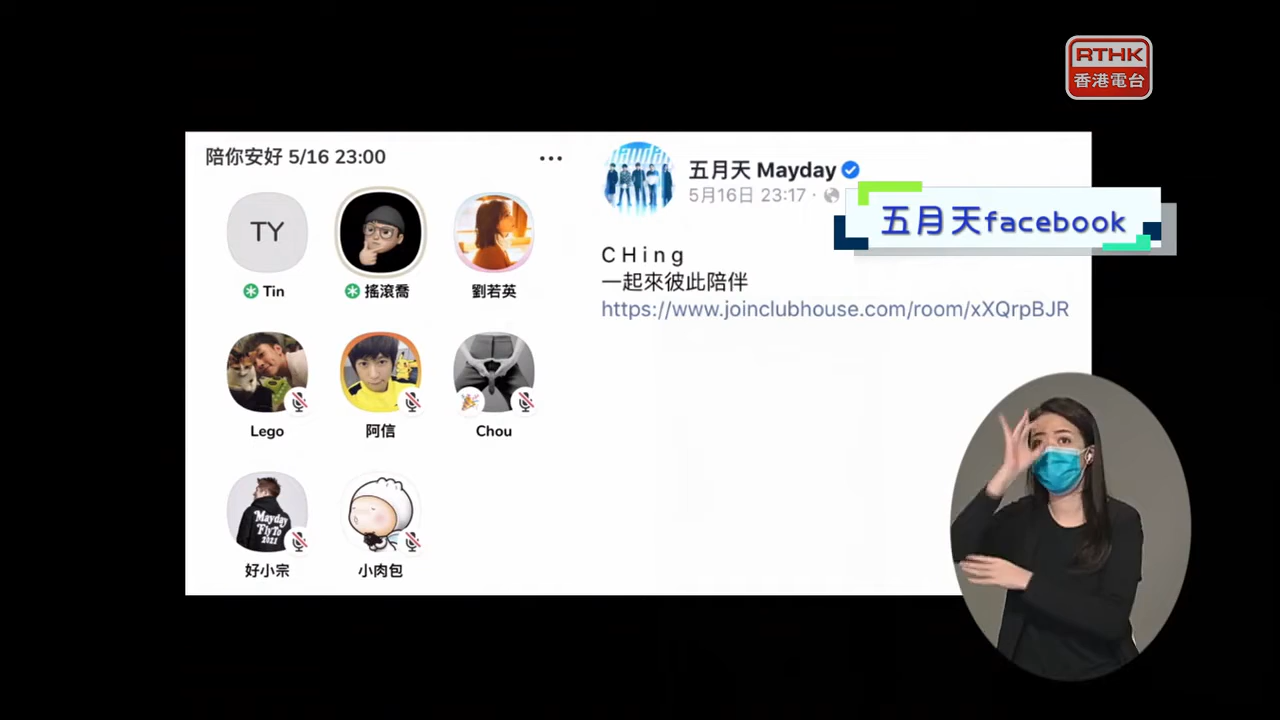 RTHK
香港電台
陪你安好 5/16 23:00
TY
Tin
搖滾喬
劉若英
Lego
阿信
Chou
Mayday
FlyTo
2021
好小宗
小肉包
五月天 Mayday
5月16日 23:17 ·
五月天facebook
C H i n g
一起來彼此陪伴
https://www.joinclubhouse.com/room/xXQrpBJR